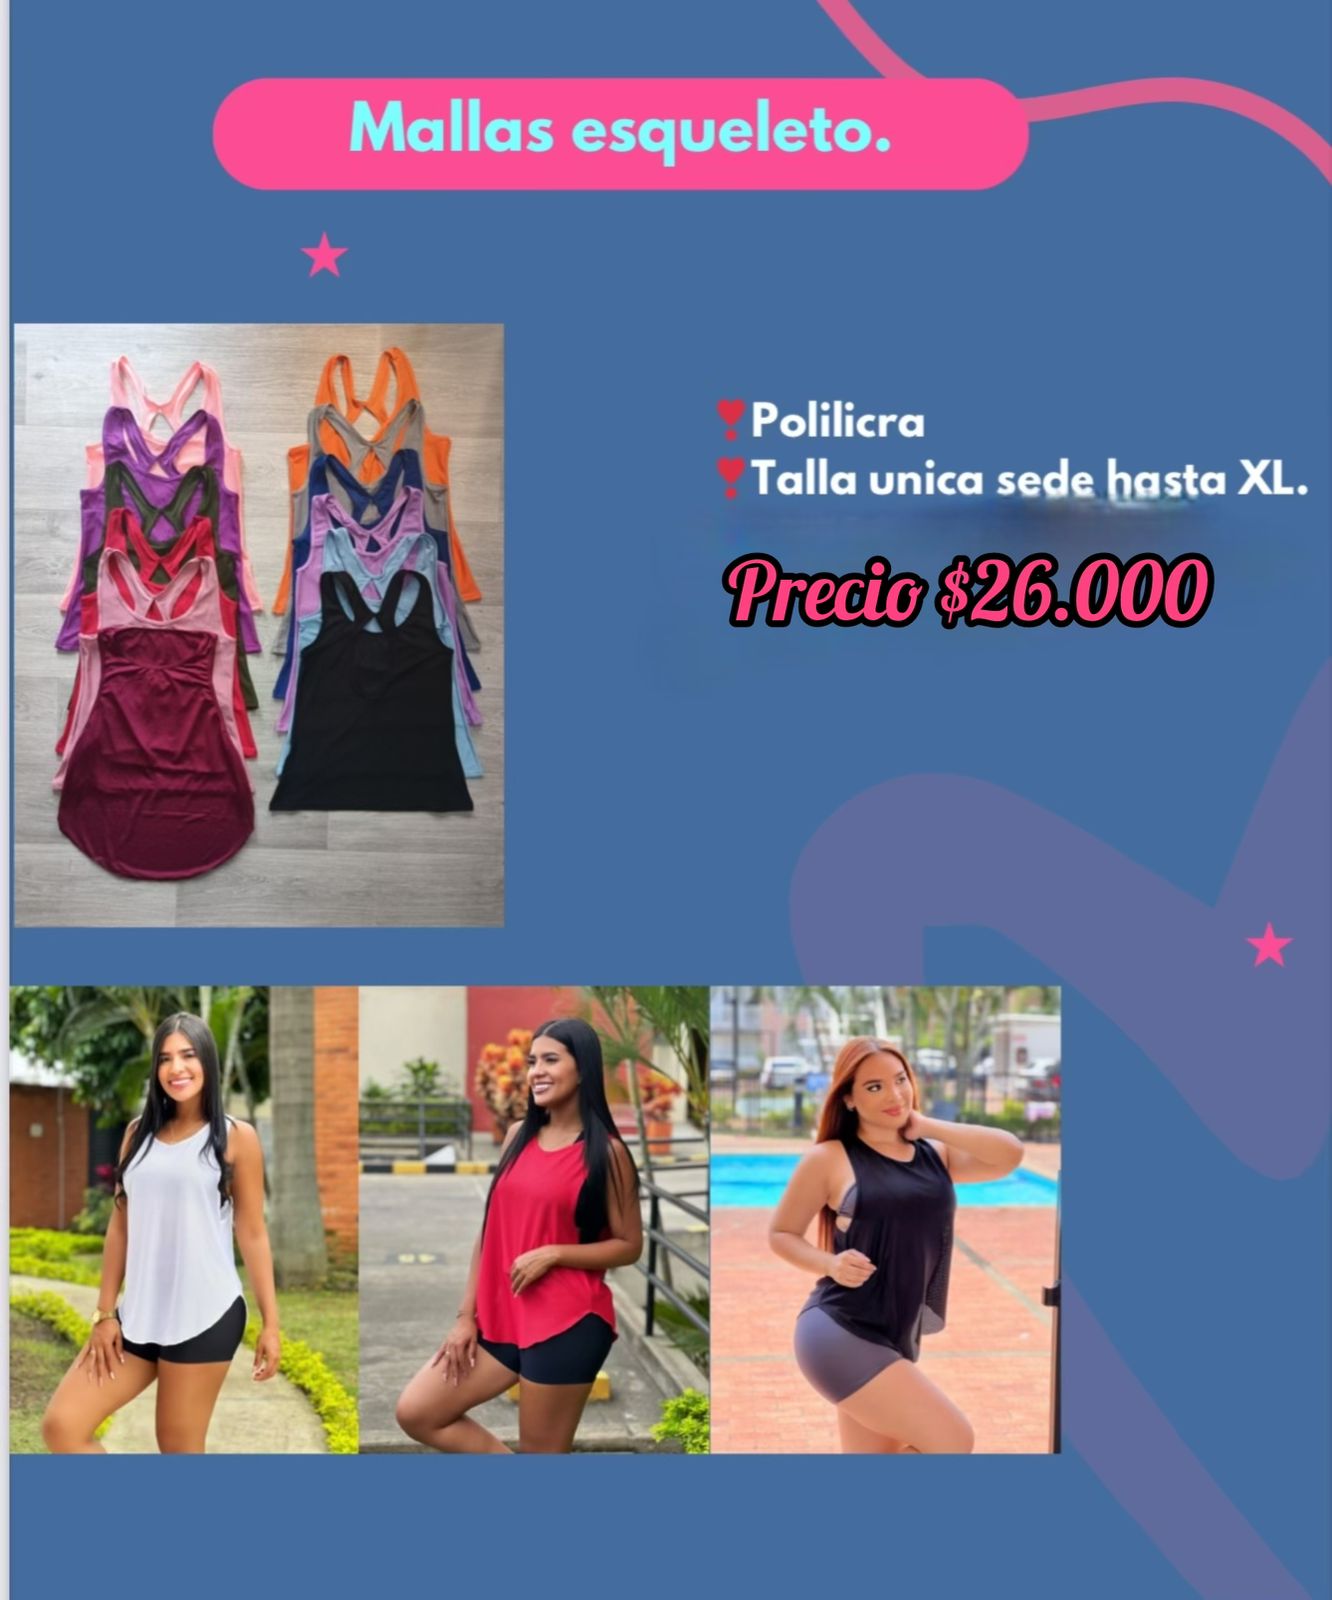 Mallas esqueleto.
❣Polilicra
❣Talla unica sede hasta XL.
Precio $26.000